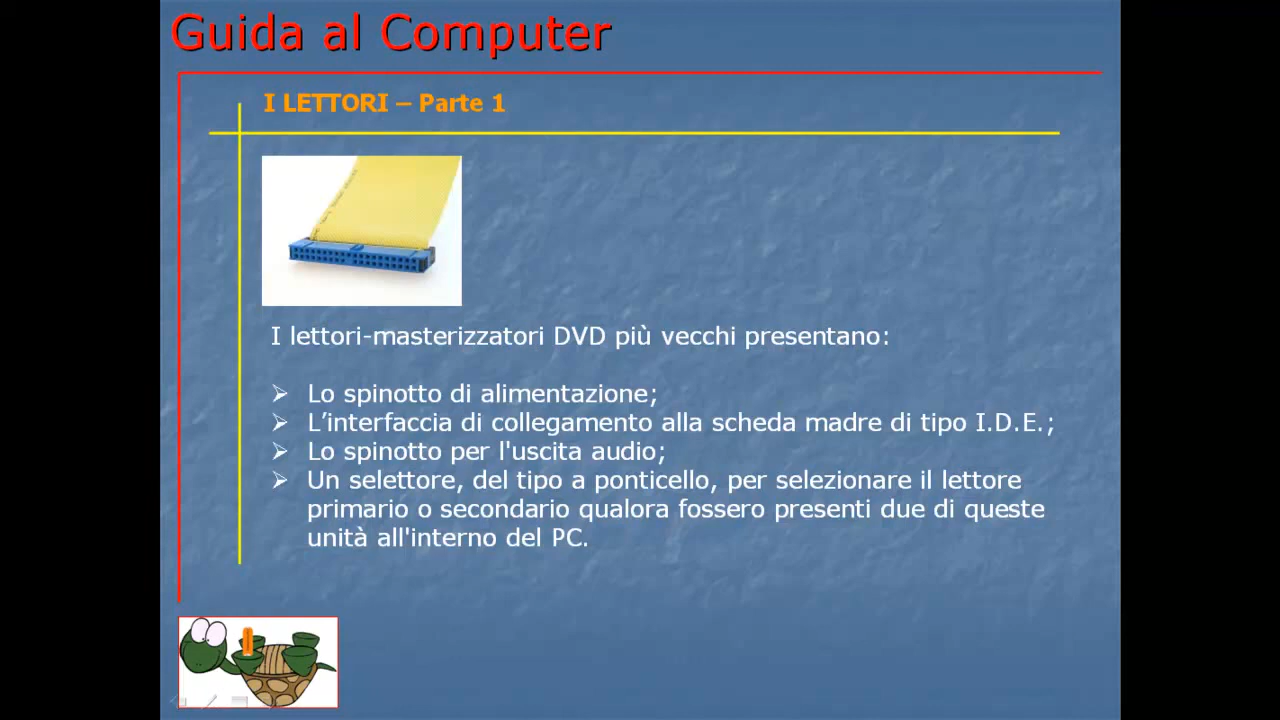 Guida al Computer
I LETTORI – Parte 1
I lettori-masterizzatori DVD più vecchi presentano:
Lo spinotto di alimentazione;
L’interfaccia di collegamento alla scheda madre di tipo I.D.E.;
Lo spinotto per l'uscita audio;
Un selettore, del tipo a ponticello, per selezionare il lettore
primario o secondario qualora fossero presenti due di queste
unità all'interno del PC.